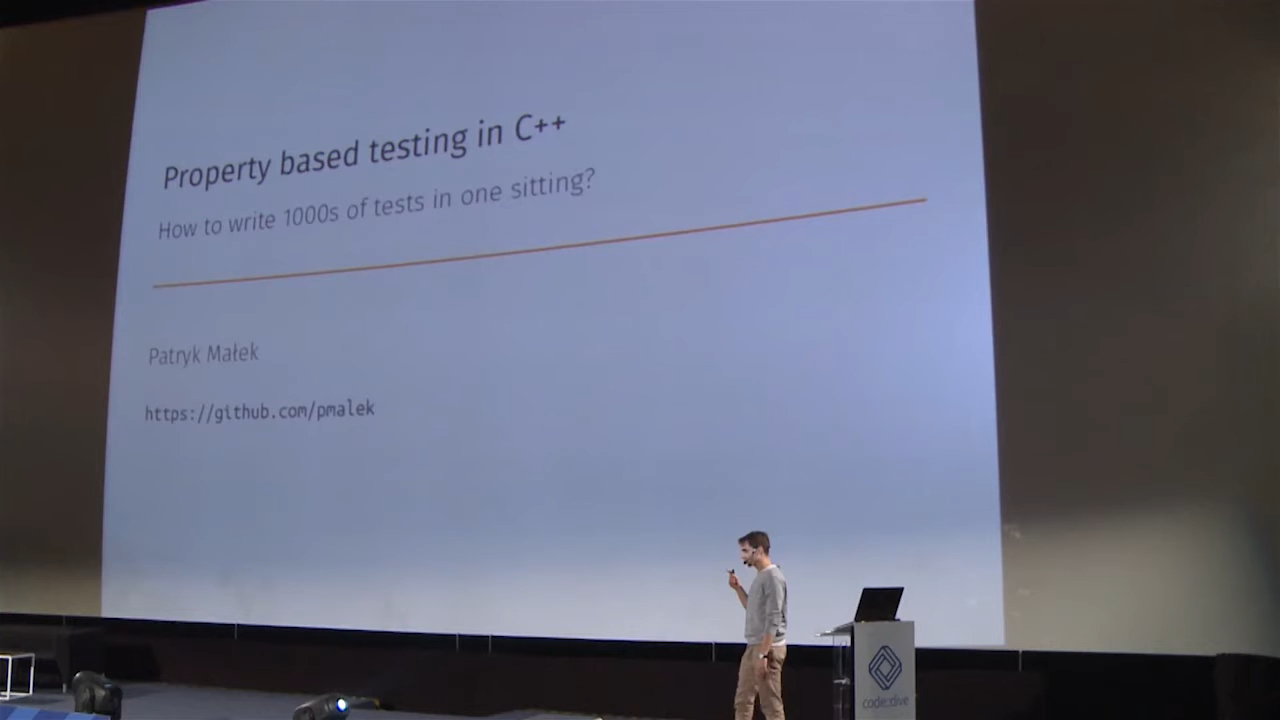 Property based testing in C++
How to write 1000s of tests in one sitting?
Patryk Małek
https://github.com/pmalek
code::dive